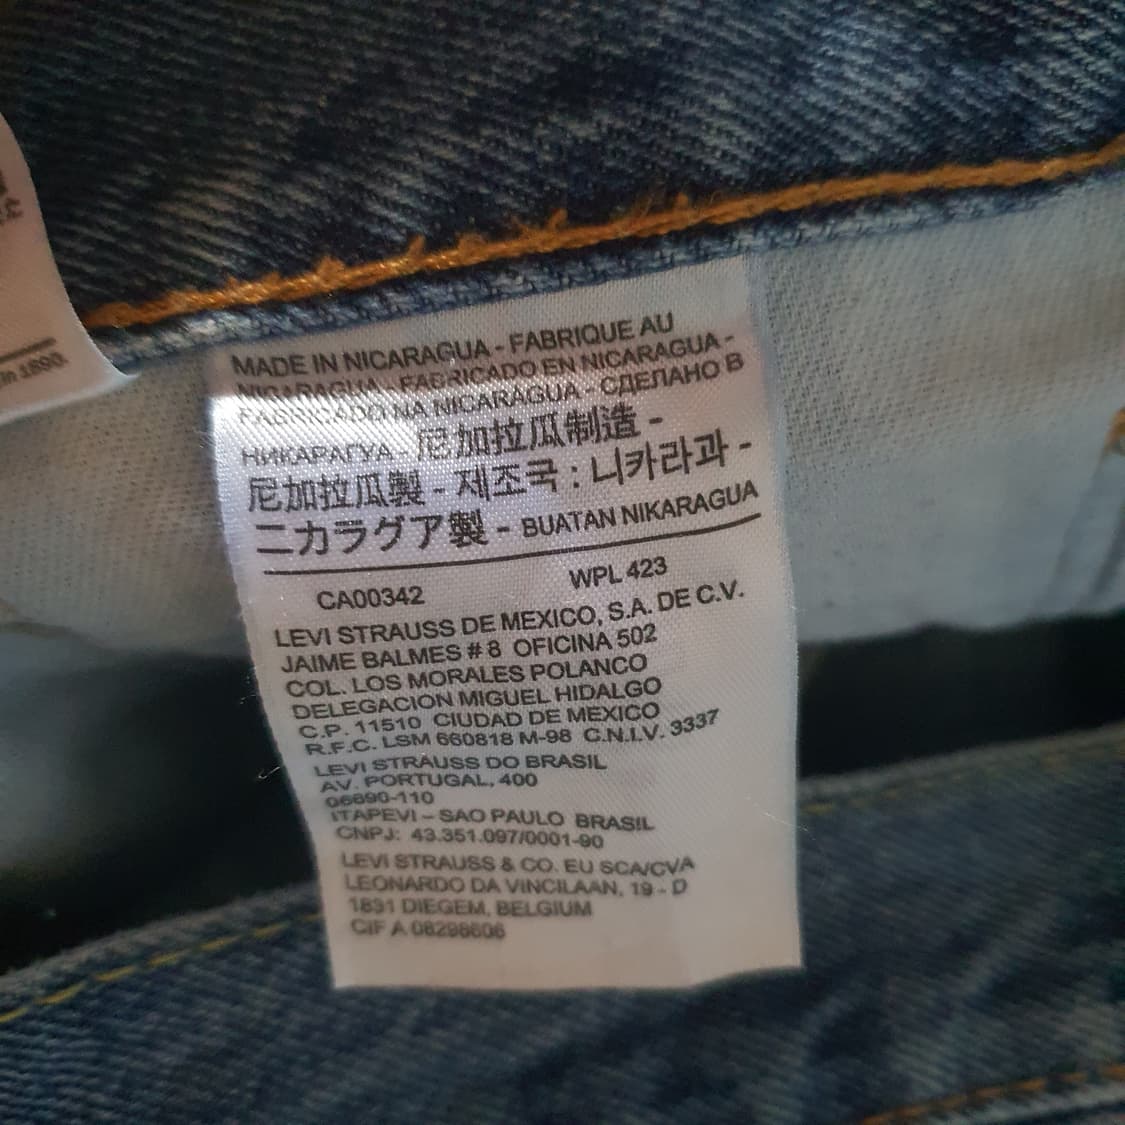 in 1890.
MADE IN NICARAGUA - FABRIQUE AU
NICARAGUA - FABRICADO EN NICARAGUA -
FABRICADO NA NICARÁGUA - СДЕЛАНО В
НИКАРАГУА - 尼加拉瓜制造 -
尼加拉瓜製 - 제조국 : 니카라과 -
ニカラグア製 - BUATAN NIKARAGUA
CA00342 WPL 423
LEVI STRAUSS DE MEXICO, S.A. DE C.V.
JAIME BALMES # 8 OFICINA 502
COL. LOS MORALES POLANCO
DELEGACION MIGUEL HIDALGO
C.P. 11510 CIUDAD DE MEXICO
R.F.C. LSM 660818 M-98 C.N.I.V. 3337
LEVI STRAUSS DO BRASIL
AV. PORTUGAL, 400
06690-110
ITAPEVI – SAO PAULO BRASIL
CNPJ: 43.351.097/0001-90
LEVI STRAUSS & CO. EU SCA/CVA
LEONARDO DA VINCILAAN, 19 - D
1831 DIEGEM, BELGIUM
CIF A 08298606